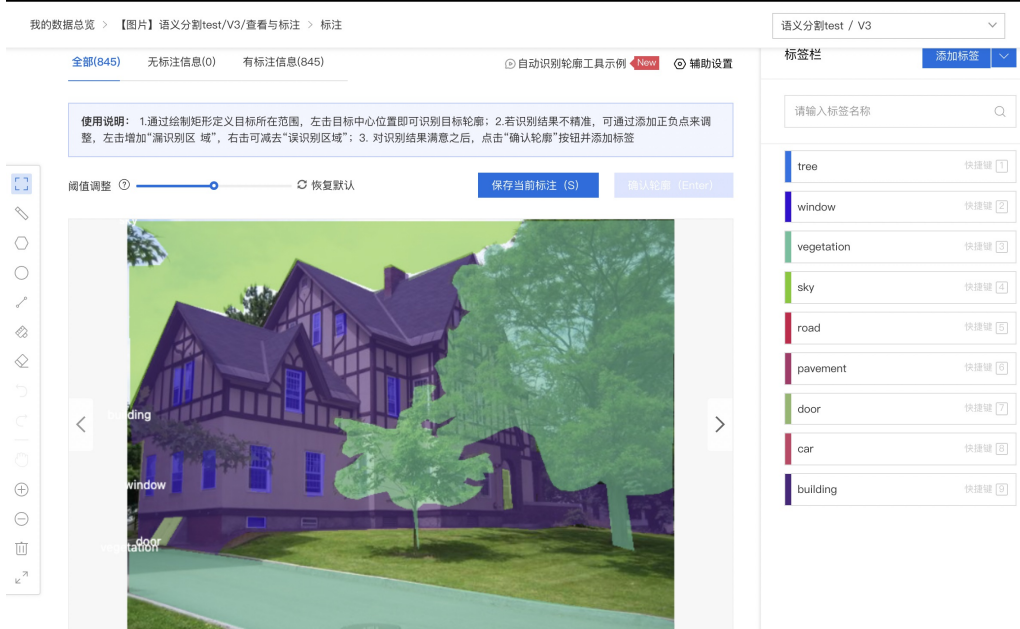 我的数据总览 > 【图片】语义分割test/V3/查看与标注 > 标注
语义分割test / V3
全部(845) 无标注信息(0) 有标注信息(845)
自动识别轮廓工具示例 New 辅助设置
标签栏
添加标签
使用说明： 1.通过绘制矩形定义目标所在范围，左击目标中心位置即可识别目标轮廓；2.若识别结果不精准，可通过添加正负点来调
整，左击增加“漏识别区 域”，右击可减去“误识别区域”；3. 对识别结果满意之后，点击“确认轮廓”按钮并添加标签
请输入标签名称
阈值调整 ? 恢复默认
保存当前标注（S）
确认轮廓（Enter）
tree 快捷键 1
window 快捷键 2
vegetation 快捷键 3
sky 快捷键 4
road 快捷键 5
pavement 快捷键 6
door 快捷键 7
car 快捷键 8
building 快捷键 9
building
window
door
vegetation